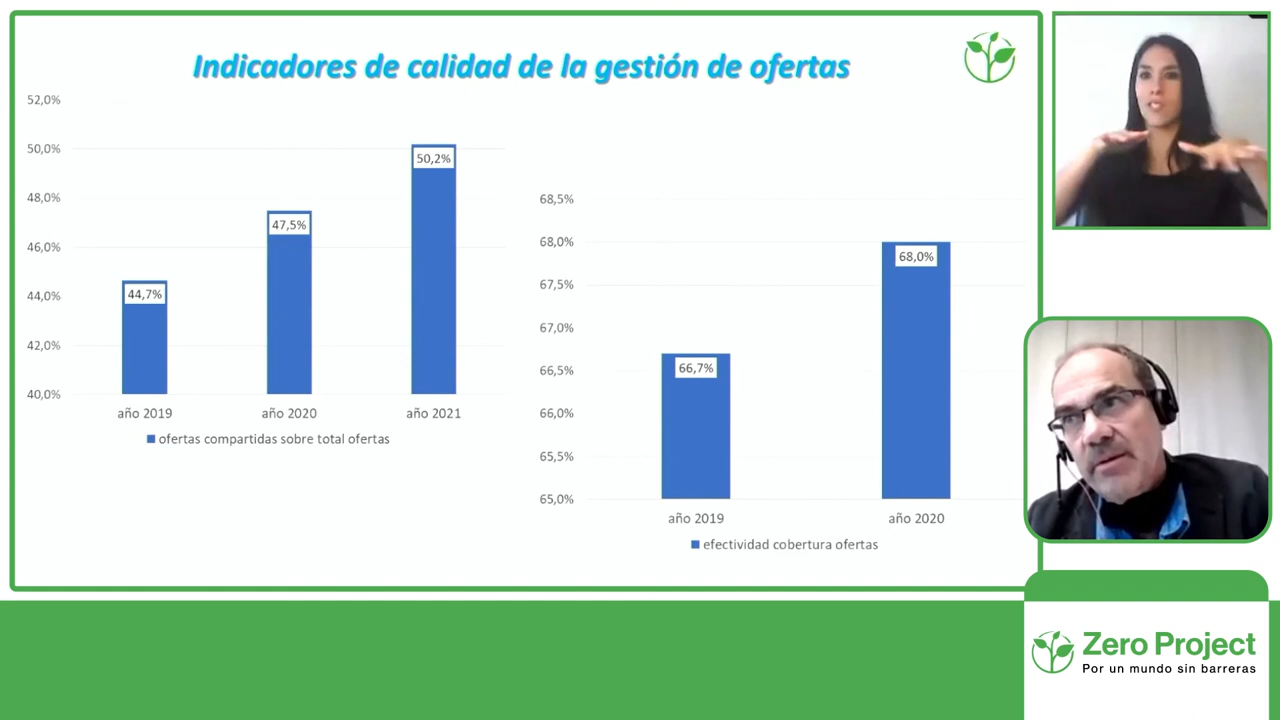 Indicadores de calidad de la gestión de ofertas
52,0%
50,0%
48,0%
46,0%
44,0%
42,0%
40,0%
44,7%
47,5%
50,2%
año 2019
año 2020
año 2021
ofertas compartidas sobre total ofertas
68,5%
68,0%
67,5%
67,0%
66,5%
66,0%
65,5%
65,0%
66,7%
68,0%
año 2019
año 2020
efectividad cobertura ofertas
Zero Project
Por un mundo sin barreras